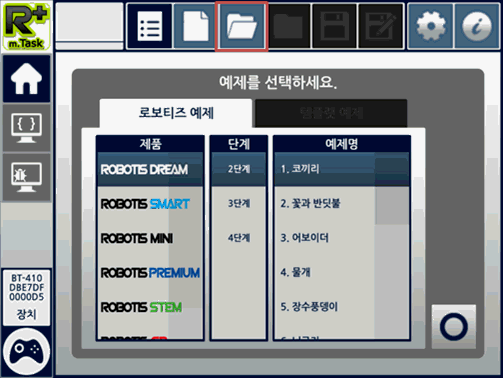 R+
m.Task
예제를 선택하세요.
로보티즈 예제
템플릿 예제
제품
단계
예제명
ROBOTIS DREAM
2단계
1. 코끼리
ROBOTIS SMART
3단계
2. 꽃과 반딧불
ROBOTIS MINI
4단계
3. 어보이더
ROBOTIS PREMIUM
4. 물개
ROBOTIS STEM
5. 장수풍뎅이
BT-410
DBE7DF
0000D5
장치